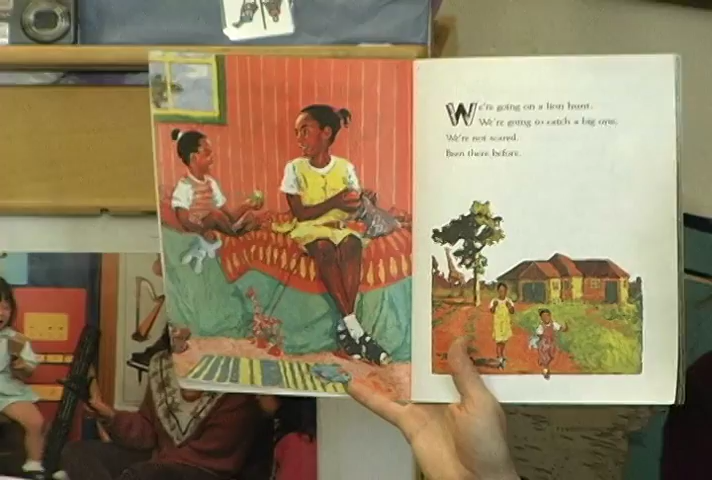 We're going on a lion hunt.
We're going to catch a big one.
We're not scared.
Been there before.